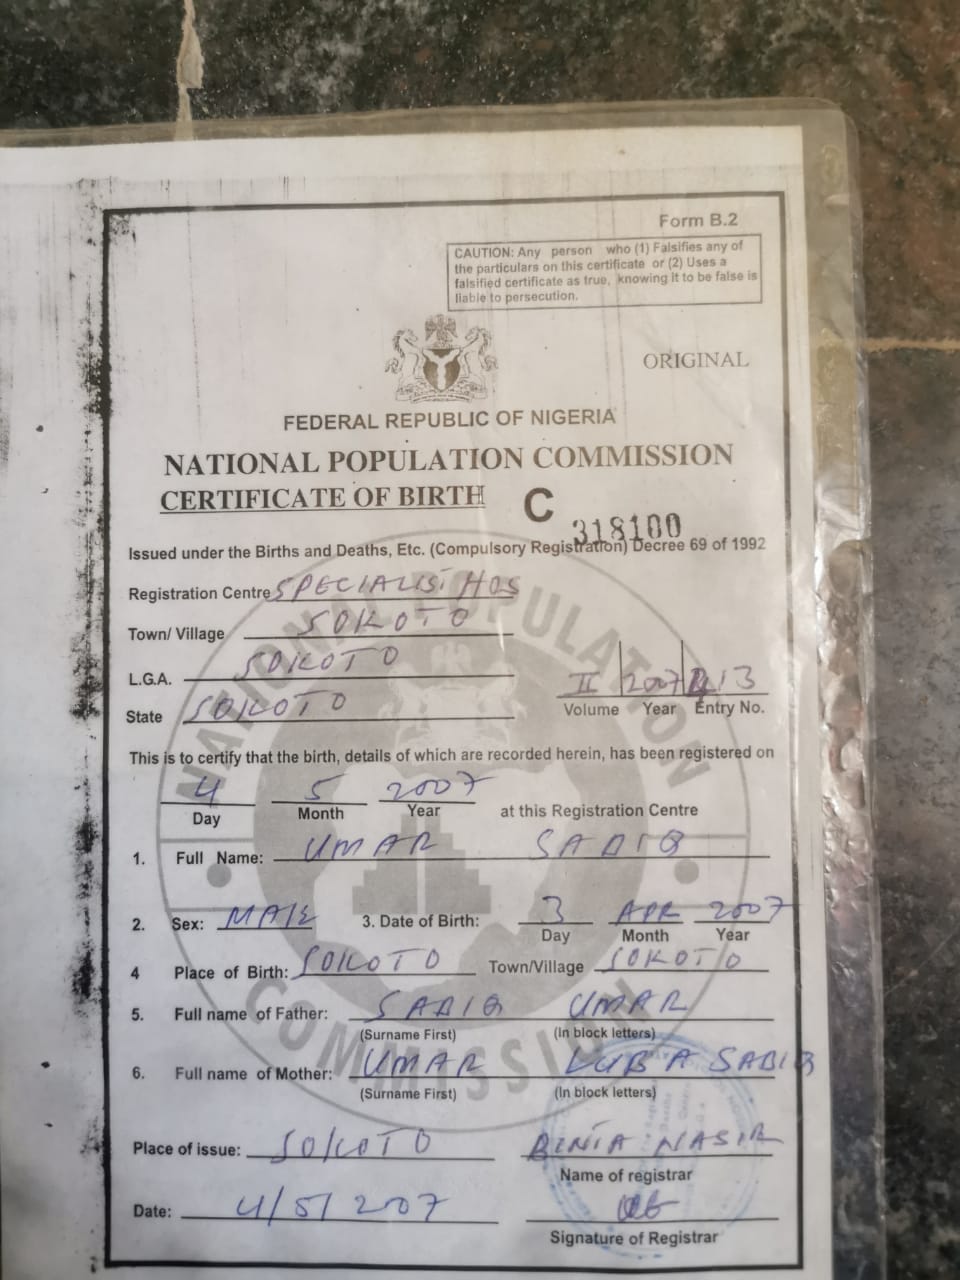 Form B.2
CAUTION: Any person who (1) Falsifies any of
the particulars on this certificate or (2) Uses a
falsified certificate as true, knowing it to be false is
liable to persecution.
ORIGINAL
FEDERAL REPUBLIC OF NIGERIA
NATIONAL POPULATION COMMISSION
CERTIFICATE OF BIRTH C 318100
Issued under the Births and Deaths, Etc. (Compulsory Registration) Decree 69 of 1992
Registration Centre SPECIALIST HOS
Town/ Village SOKOTO
L.G.A. SOKOTO
II 2007
State SOKOTO
Volume Year Entry No.
This is to certify that the birth, details of which are recorded herein, has been registered on
4 5 2007 at this Registration Centre
Day Month Year
1. Full Name: UMAR SADIQ
2. Sex: MALE 3. Date of Birth: 3 APR 2007
Day Month Year
4 Place of Birth: SOKOTO Town/Village SOKOTO
5. Full name of Father: SADIQ UMAR
(Surname First) (In block letters)
6. Full name of Mother: UMAR LUBA SADIQ
(Surname First) (In block letters)
Place of issue: SOKOTO NASIR
Name of registrar
Date: 4/5/2007
Signature of Registrar
NATIONAL POPULATION
COMMISSION